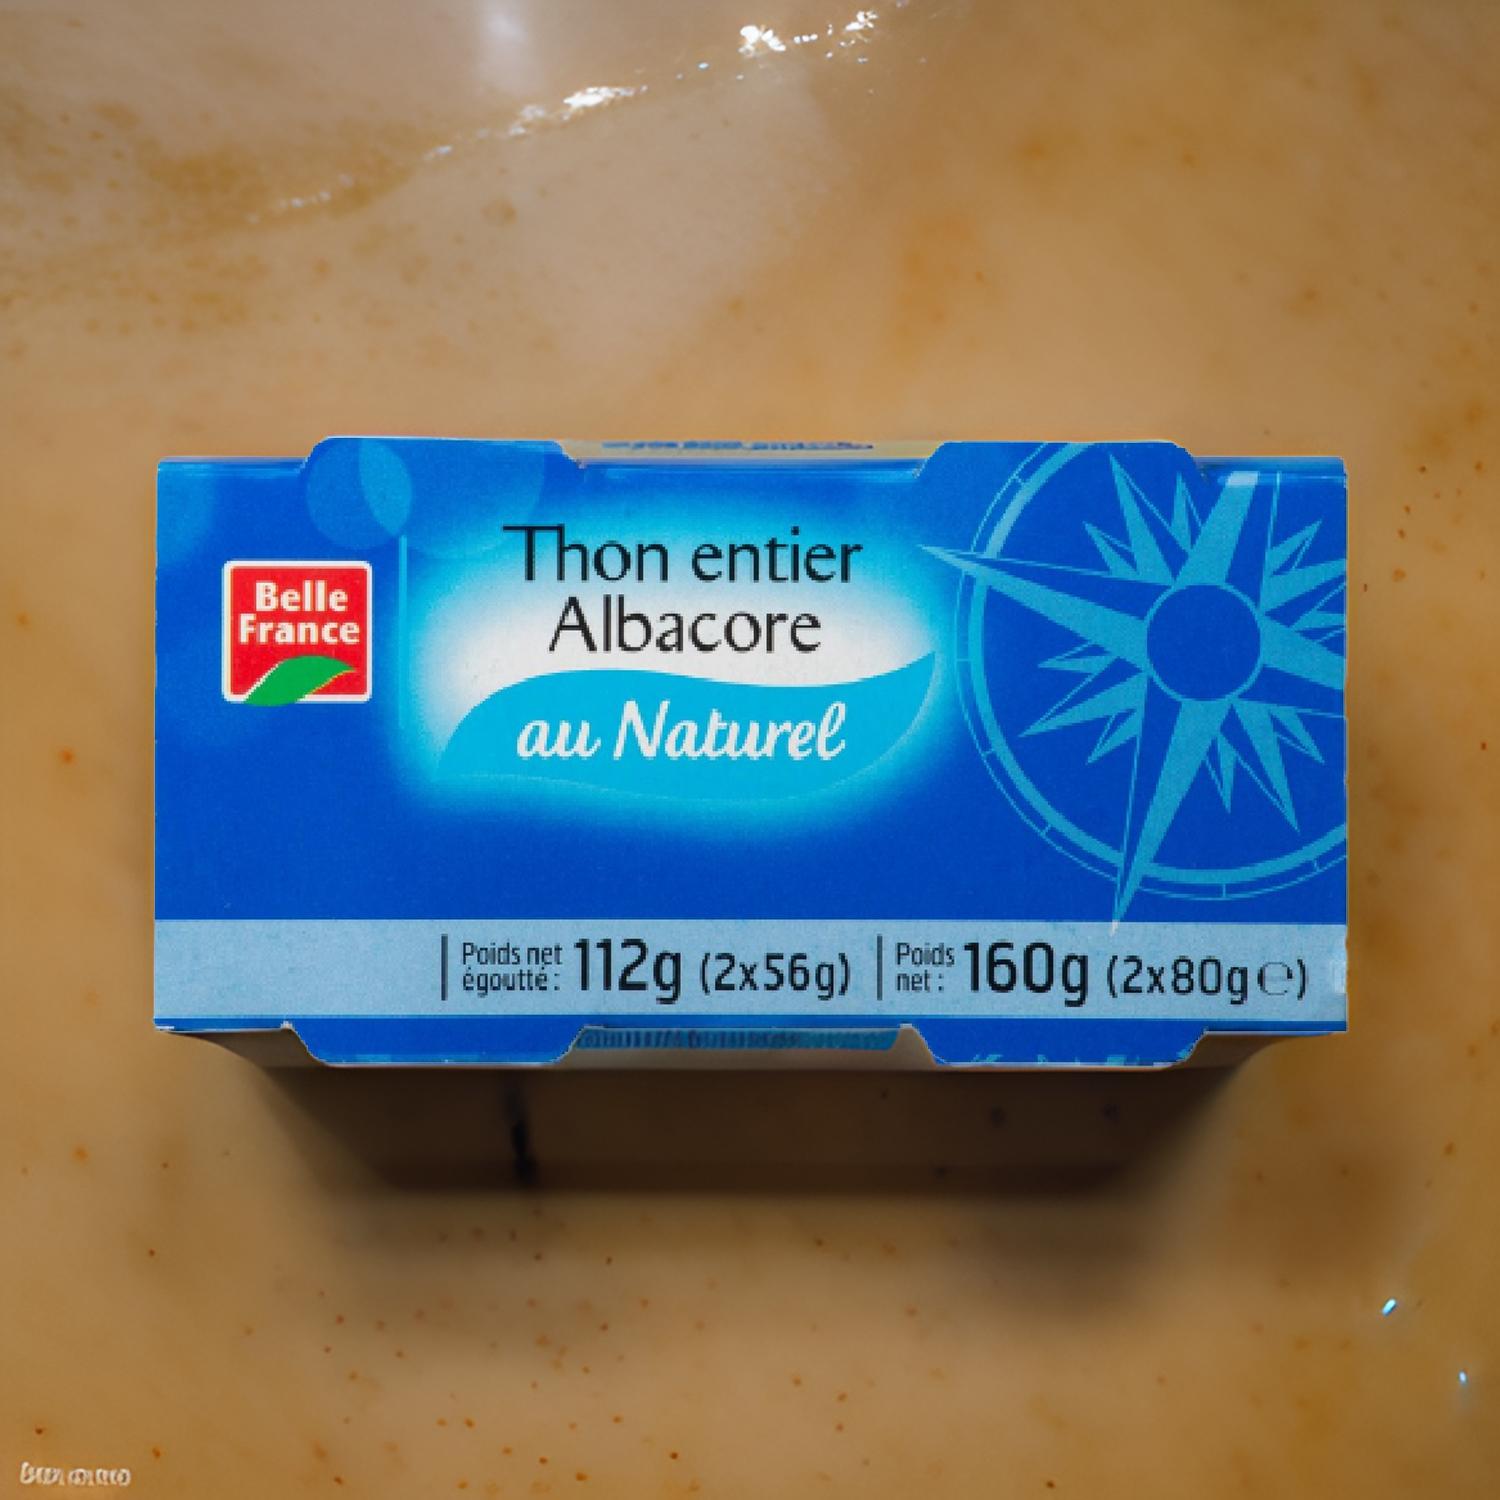 Belle
France
Thon entier
Albacore
au Naturel
Poids net
égoutté : 112g (2x56g)
Poids
net : 160g (2x80g℮)